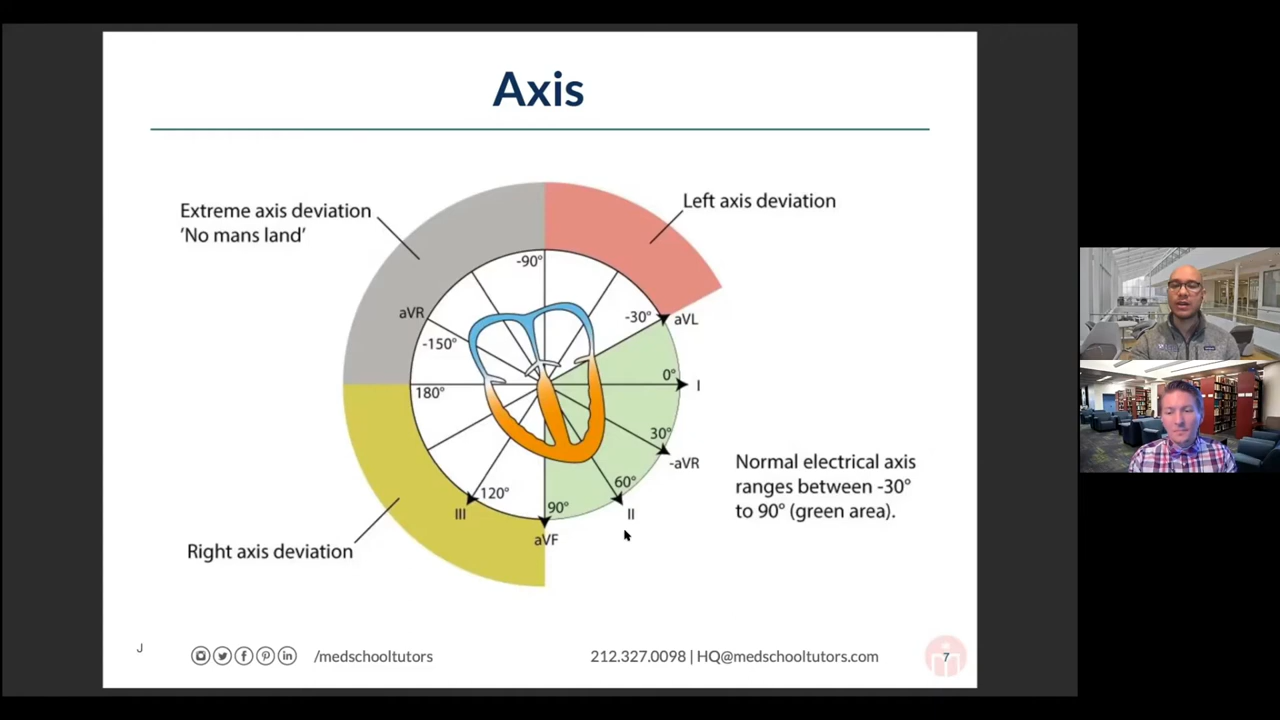 Axis
Extreme axis deviation
'No mans land'
Left axis deviation
-90°
aVR
-30°
aVL
-150°
0°
I
180°
30°
-aVR
60°
II
120°
III
90°
aVF
Normal electrical axis
ranges between -30°
to 90° (green area).
Right axis deviation
J
/medschooltutors
212.327.0098 | HQ@medschooltutors.com
7